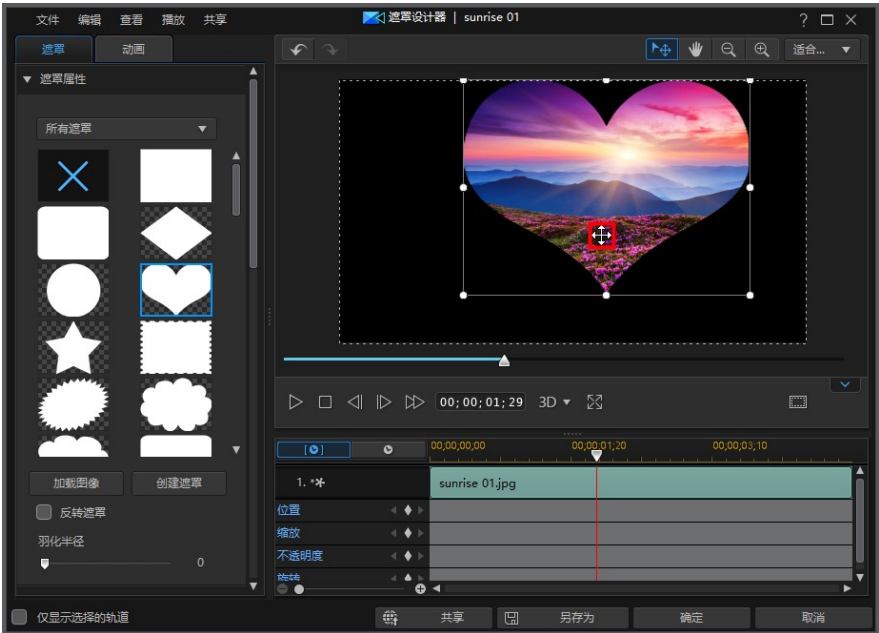 文件 编辑 查看 播放 共享 遮罩设计器 | sunrise 01 ?
遮罩 动画 适合...
遮罩属性
所有遮罩
加载图像 创建遮罩
反转遮罩
羽化半径
0
00;00;01;29 3D
00;00;00;00 00;00;01;20 00;00;03;10
1. sunrise 01.jpg
位置
缩放
不透明度
旋转
仅显示选择的轨道 共享 另存为 确定 取消